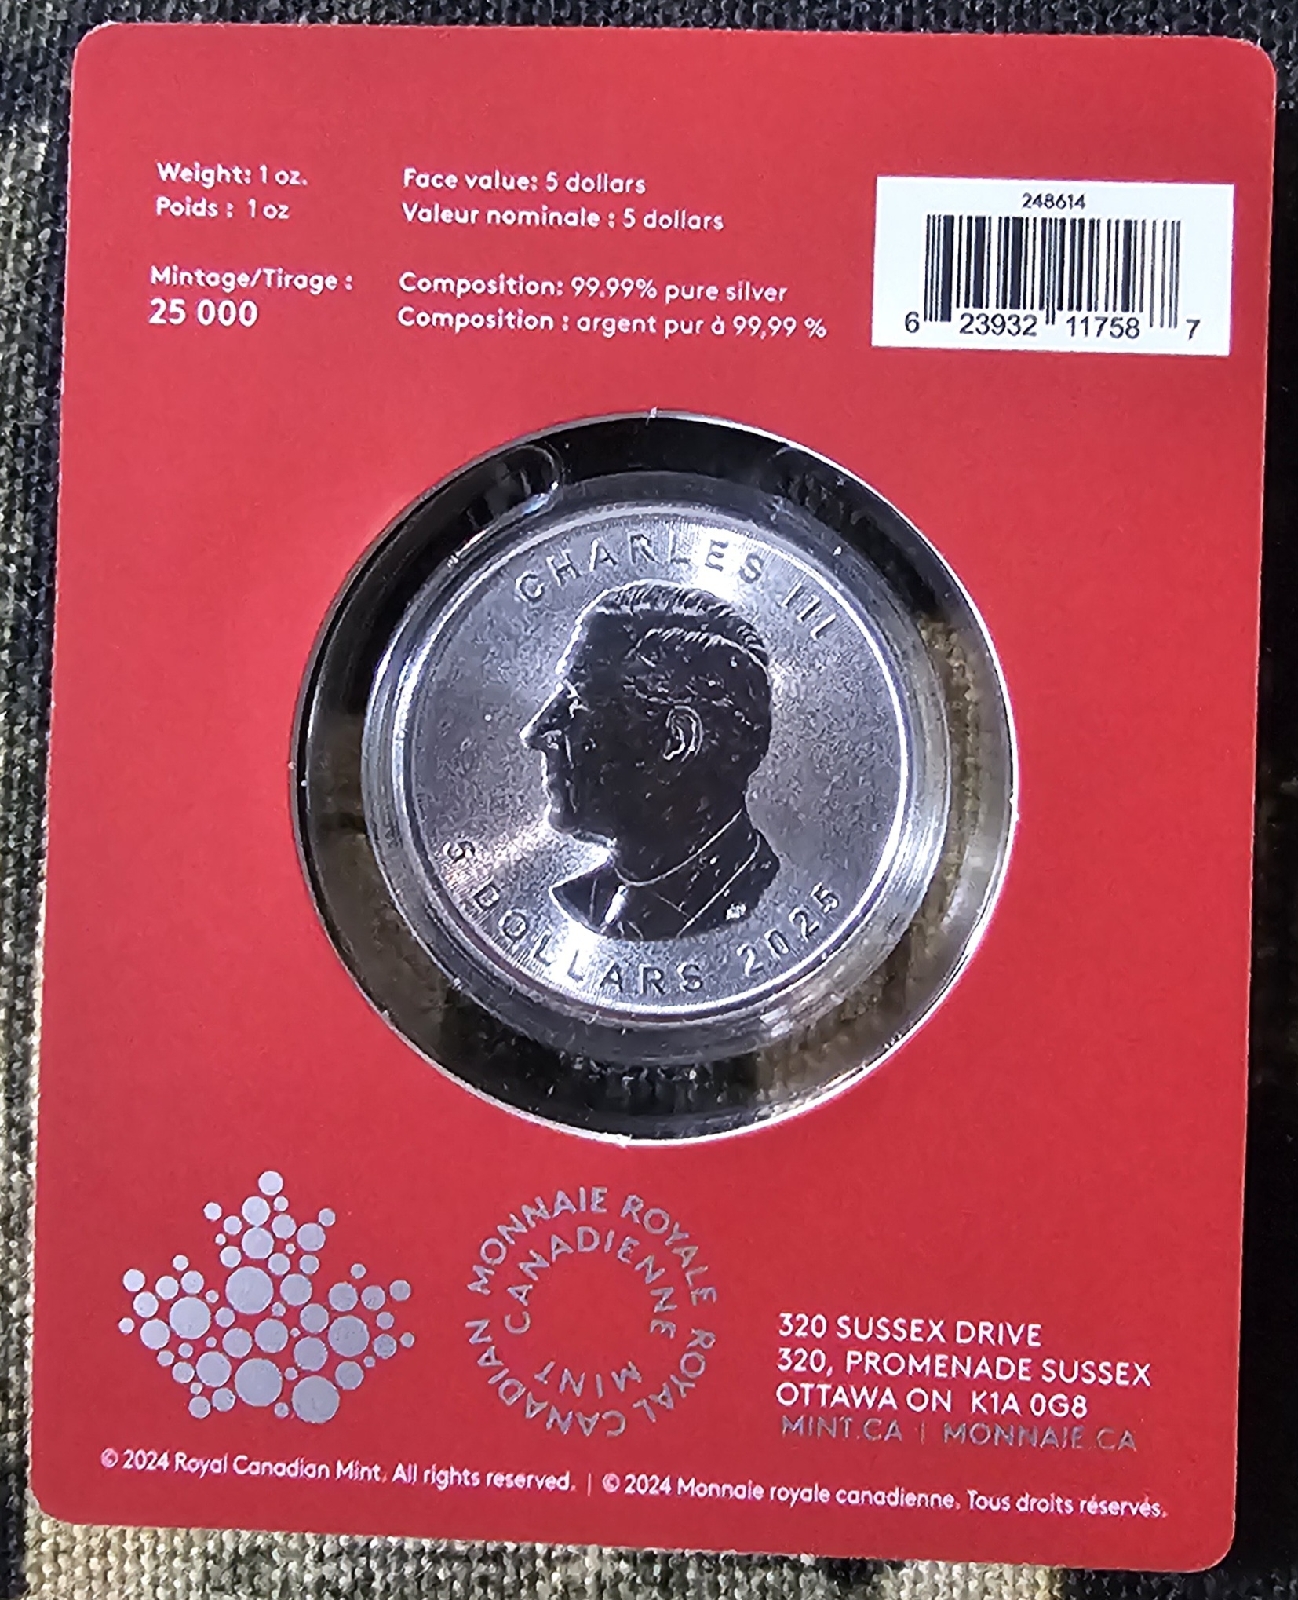 Weight: 1 oz.
Poids : 1 oz
Face value: 5 dollars
Valeur nominale : 5 dollars
Mintage/Tirage :
25 000
Composition: 99.99% pure silver
Composition : argent pur à 99,99 %
248614
6 23932 11758 7
CHARLES III
5 DOLLARS 2025
MONNAIE ROYALE CANADIENNE
ROYAL CANADIAN MINT
320 SUSSEX DRIVE
320, PROMENADE SUSSEX
OTTAWA ON K1A 0G8
MINT.CA | MONNAIE.CA
© 2024 Royal Canadian Mint. All rights reserved. | © 2024 Monnaie royale canadienne. Tous droits réservés.